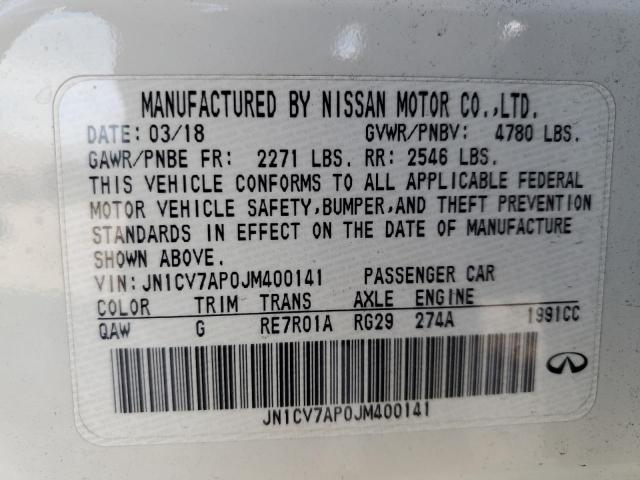 MANUFACTURED BY NISSAN MOTOR CO.,LTD.
DATE: 03/18 GVWR/PNBV: 4780 LBS.
GAWR/PNBE FR: 2271 LBS. RR: 2546 LBS.
THIS VEHICLE CONFORMS TO ALL APPLICABLE FEDERAL
MOTOR VEHICLE SAFETY,BUMPER,AND THEFT PREVENTION
STANDARDS IN EFFECT ON THE DATE OF MANUFACTURE
SHOWN ABOVE.
VIN:JN1CV7AP0JM400141 PASSENGER CAR
COLOR TRIM TRANS AXLE ENGINE
QAW G RE7R01A RG29 274A 1991CC
JN1CV7AP0JM400141